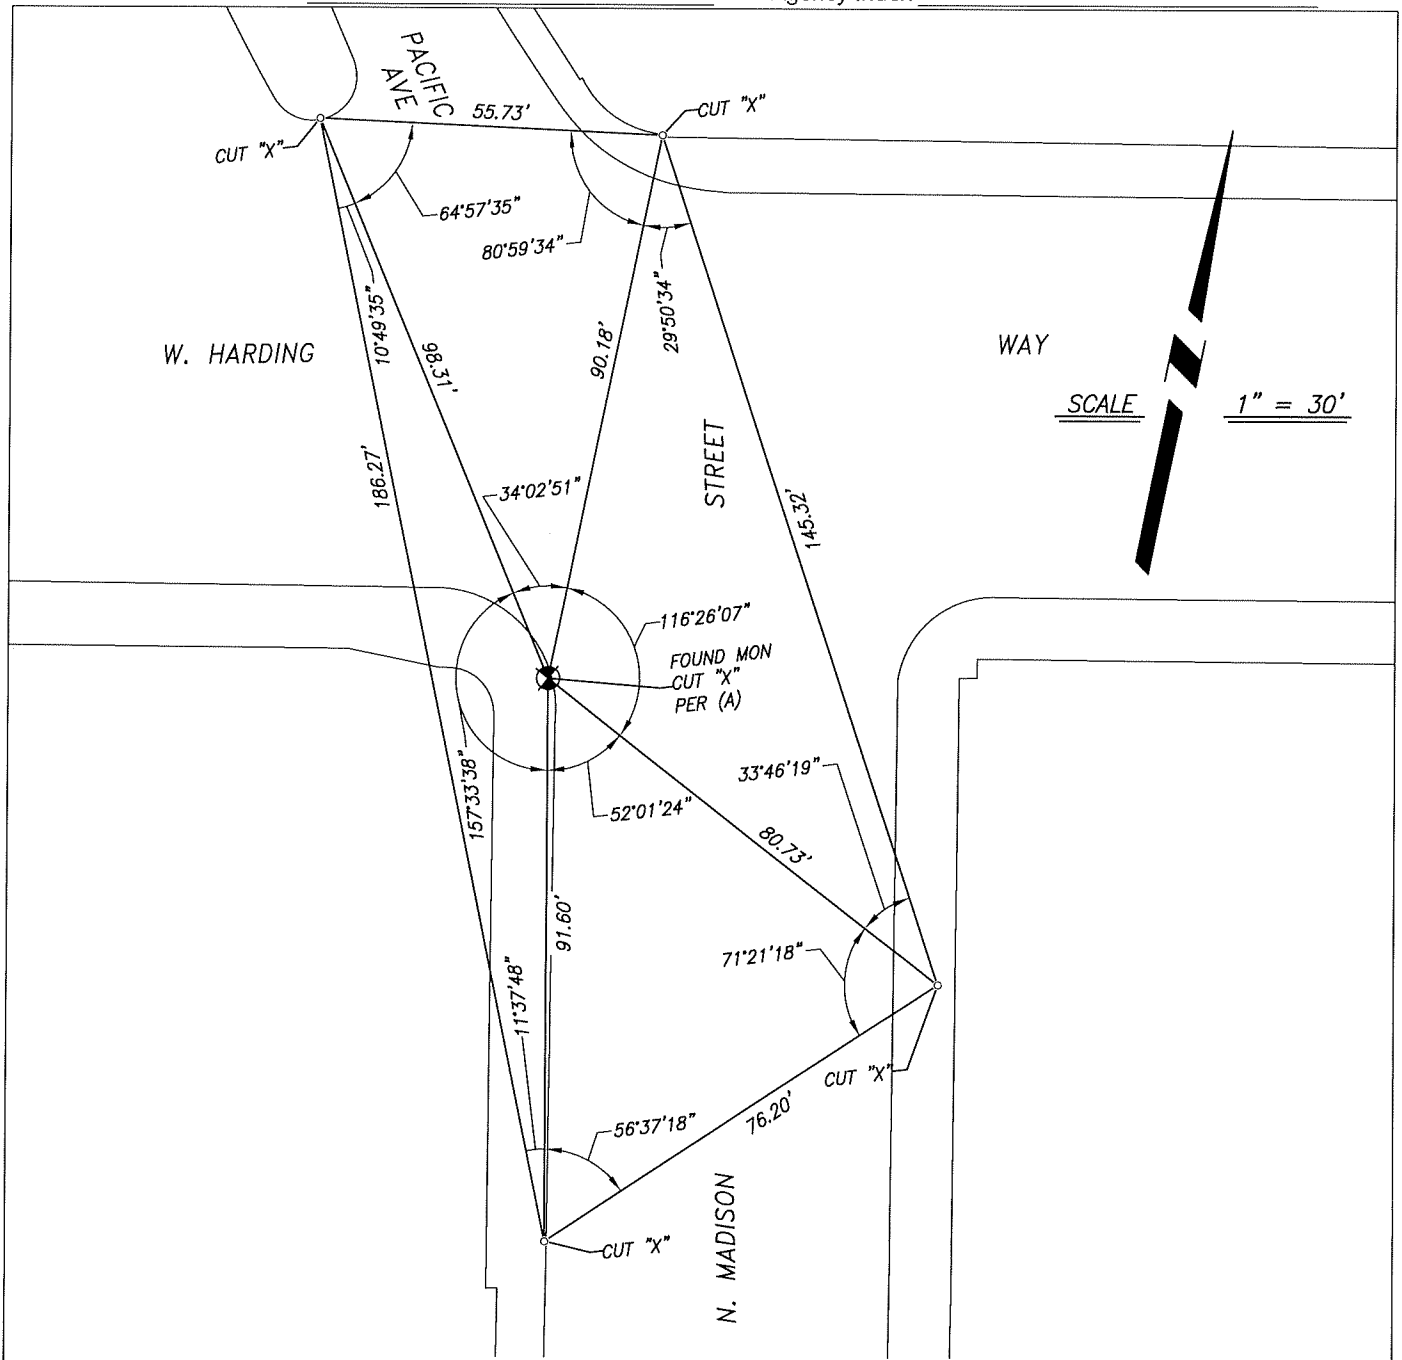 PACIFIC
AVE
55.73'
CUT "X"
CUT "X"
64°57'35"
80°59'34"
10°49'35"
29°50'34"
W. HARDING
98.31'
90.18'
WAY
SCALE 1" = 30'
186.27'
STREET
34°02'51"
145.32'
116°26'07"
FOUND MON
CUT "X"
PER (A)
157°33'38"
33°46'19"
52°01'24"
80.73'
91.60'
71°21'18"
11°37'48"
CUT "X"
76.20'
56°37'18"
N. MADISON
CUT "X"